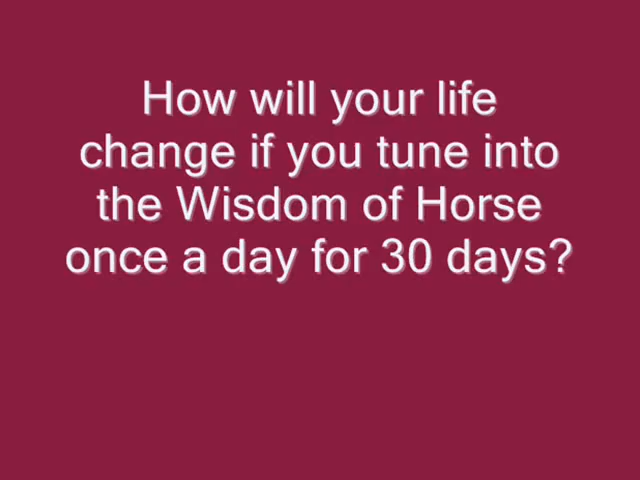 How will your life
change if you tune into
the Wisdom of Horse
once a day for 30 days?